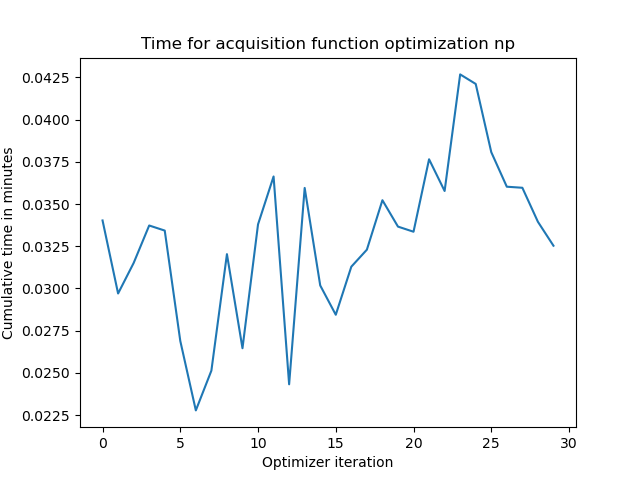 Time for acquisition function optimization np
Cumulative time in minutes
0.0425
0.0400
0.0375
0.0350
0.0325
0.0300
0.0275
0.0250
0.0225
0 5 10 15 20 25 30
Optimizer iteration